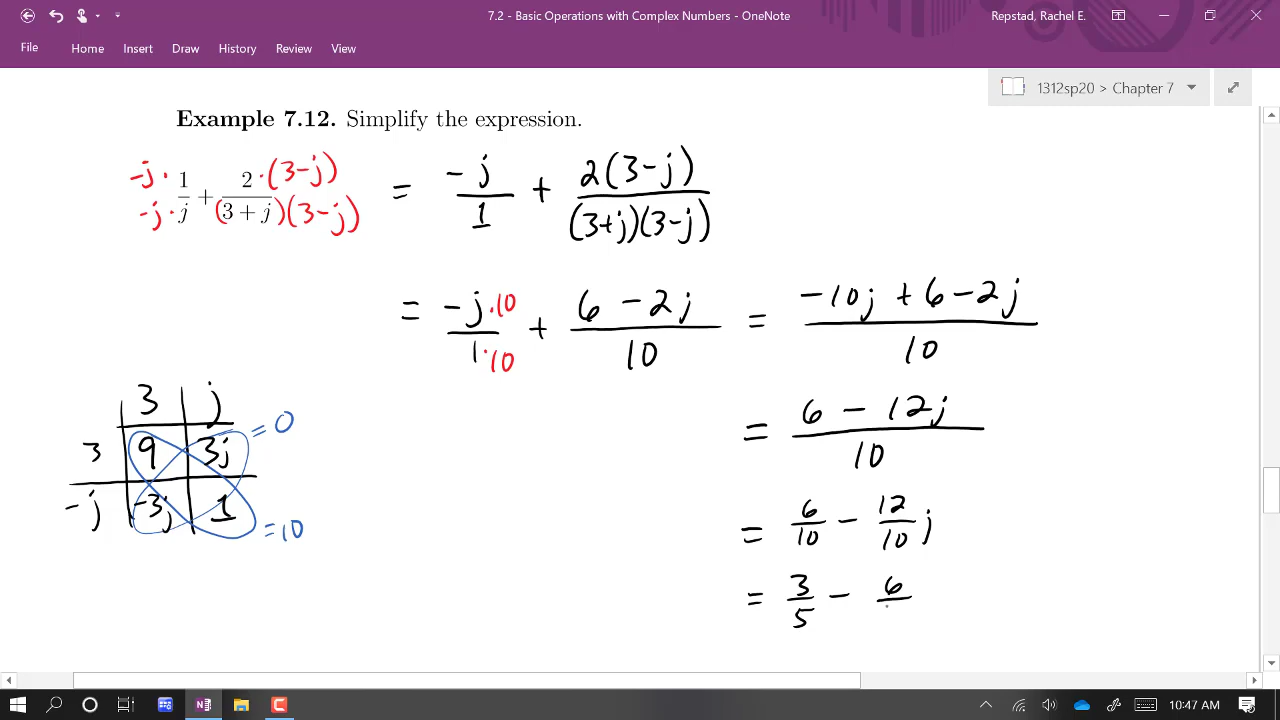 7.2 - Basic Operations with Complex Numbers - OneNote
Repstad, Rachel E.
File Home Insert Draw History Review View
1312sp20 > Chapter 7
Example 7.12. Simplify the expression.
-j · 1/-j · j + 2 · (3-j)/(3 + j)(3-j) = -j/1 + 2(3-j)/(3+j)(3-j)
= -j · 10/1 · 10 + 6 - 2j/10 = -10j + 6 - 2j/10
= 6 - 12j/10
= 6/10 - 12/10 j
= 3/5 - 6/
3 j
3 9 3j = 0
-j -3j 1 = 10
10:47 AM